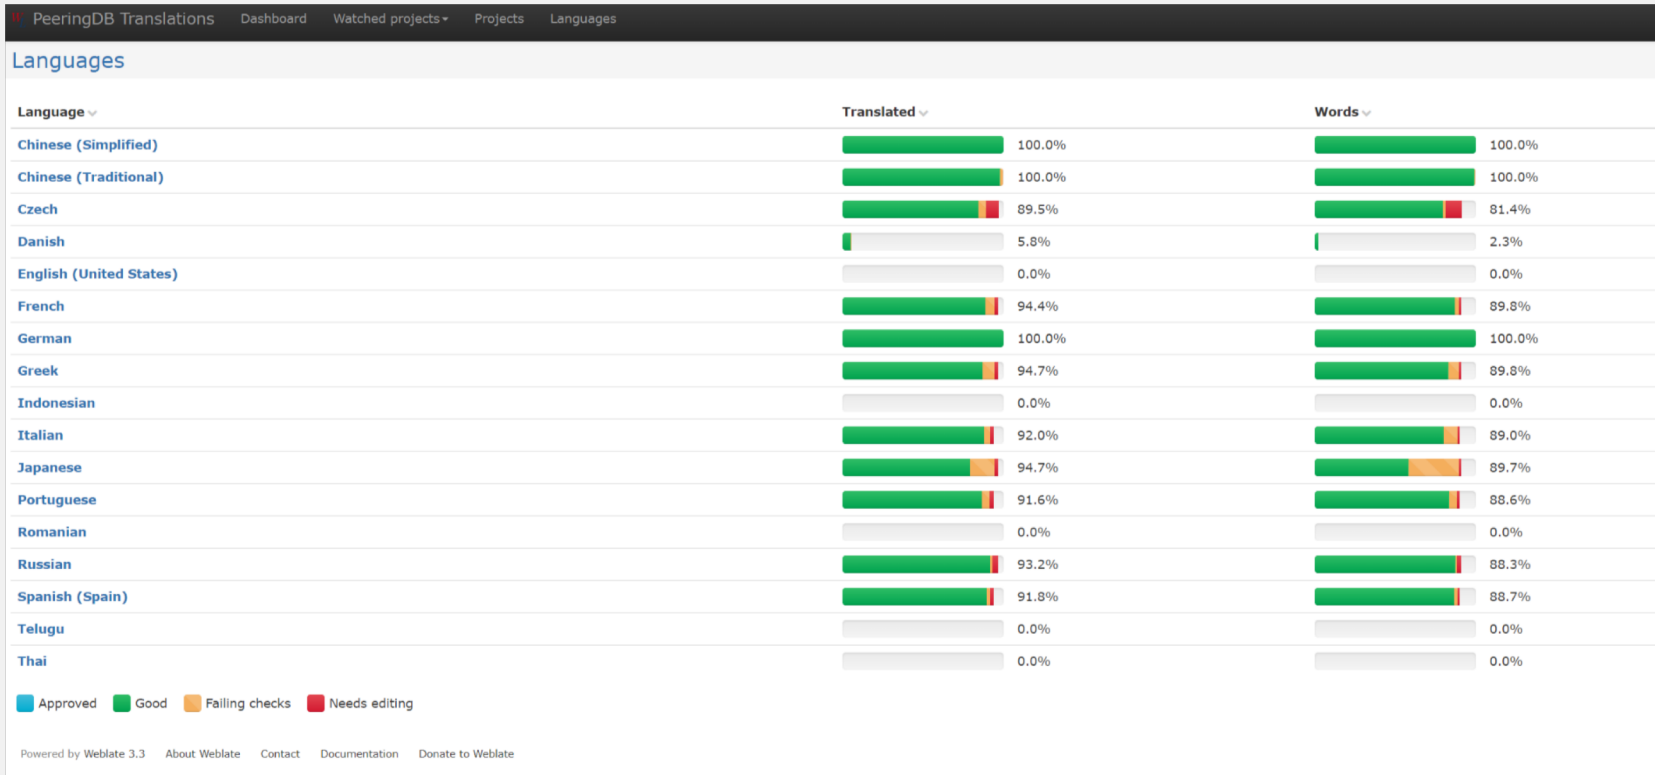 PeeringDB Translations Dashboard Watched projects Projects Languages
Languages
Language Translated Words
Chinese (Simplified) 100.0% 100.0%
Chinese (Traditional) 100.0% 100.0%
Czech 89.5% 81.4%
Danish 5.8% 2.3%
English (United States) 0.0% 0.0%
French 94.4% 89.8%
German 100.0% 100.0%
Greek 94.7% 89.8%
Indonesian 0.0% 0.0%
Italian 92.0% 89.0%
Japanese 94.7% 89.7%
Portuguese 91.6% 88.6%
Romanian 0.0% 0.0%
Russian 93.2% 88.3%
Spanish (Spain) 91.8% 88.7%
Telugu 0.0% 0.0%
Thai 0.0% 0.0%
Approved Good Failing checks Needs editing
Powered by Weblate 3.3 About Weblate Contact Documentation Donate to Weblate